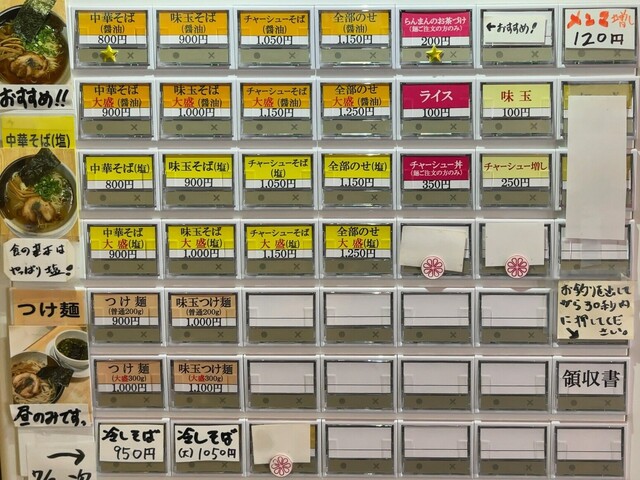 中華そば
(醤油)
800円
味玉そば
(醤油)
900円
チャーシューそば
(醤油)
1,050円
全部のせ
(醤油)
1,150円
らんまんのお茶づけ
(麺ご注文の方のみ)
200円
←おすすめ!!
メンマ
120円
おすすめ!!
中華そば
大盛(醤油)
900円
味玉そば
大盛(醤油)
1,000円
チャーシューそば
大盛(醤油)
1,150円
全部のせ
大盛(醤油)
1,250円
ライス
100円
味玉
100円
中華そば(塩)
中華そば(塩)
800円
味玉そば(塩)
900円
チャーシューそば
(塩)
1,050円
全部のせ(塩)
1,150円
チャーシュー丼
(麺ご注文の方のみ)
350円
チャーシュー増し
250円
中華そば
大盛(塩)
900円
味玉そば
大盛(塩)
1,000円
チャーシューそば
大盛(塩)
1,150円
全部のせ
大盛(塩)
1,250円
やっぱり塩!
つけ麺
つけ麺
(普通200g)
900円
味玉つけ麺
(普通200g)
1,000円
お釣り見出して
から30秒内
に押してくだ
さい。
つけ麺
(大盛300g)
1,000円
味玉つけ麺
(大盛300g)
1,100円
領収書
昼のみです。
冷しそば
950円
冷しそば
(大)1050円
→